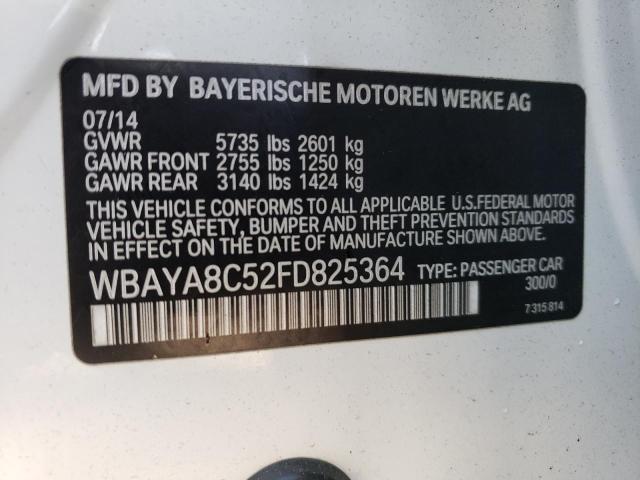 MFD BY BAYERISCHE MOTOREN WERKE AG
07/14
GVWR 5735 lbs 2601 kg
GAWR FRONT 2755 lbs 1250 kg
GAWR REAR 3140 lbs 1424 kg
THIS VEHICLE CONFORMS TO ALL APPLICABLE U.S.FEDERAL MOTOR
VEHICLE SAFETY, BUMPER AND THEFT PREVENTION STANDARDS
IN EFFECT ON THE DATE OF MANUFACTURE SHOWN ABOVE.
WBAYA8C52FD825364 TYPE: PASSENGER CAR
300/0
7 315 814